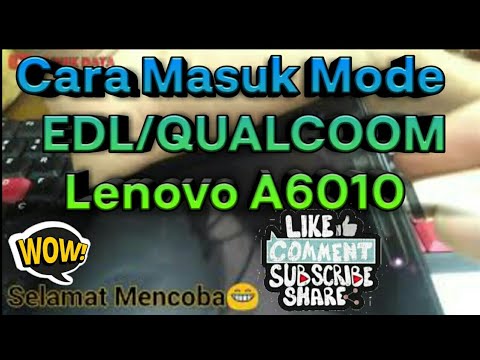 Cara Masuk Mode
EDL/QUALCOOM
Lenovo A6010
WOW!
LIKE
COMMENT
SUBSCRIBE
SHARE
Selamat Mencoba😁